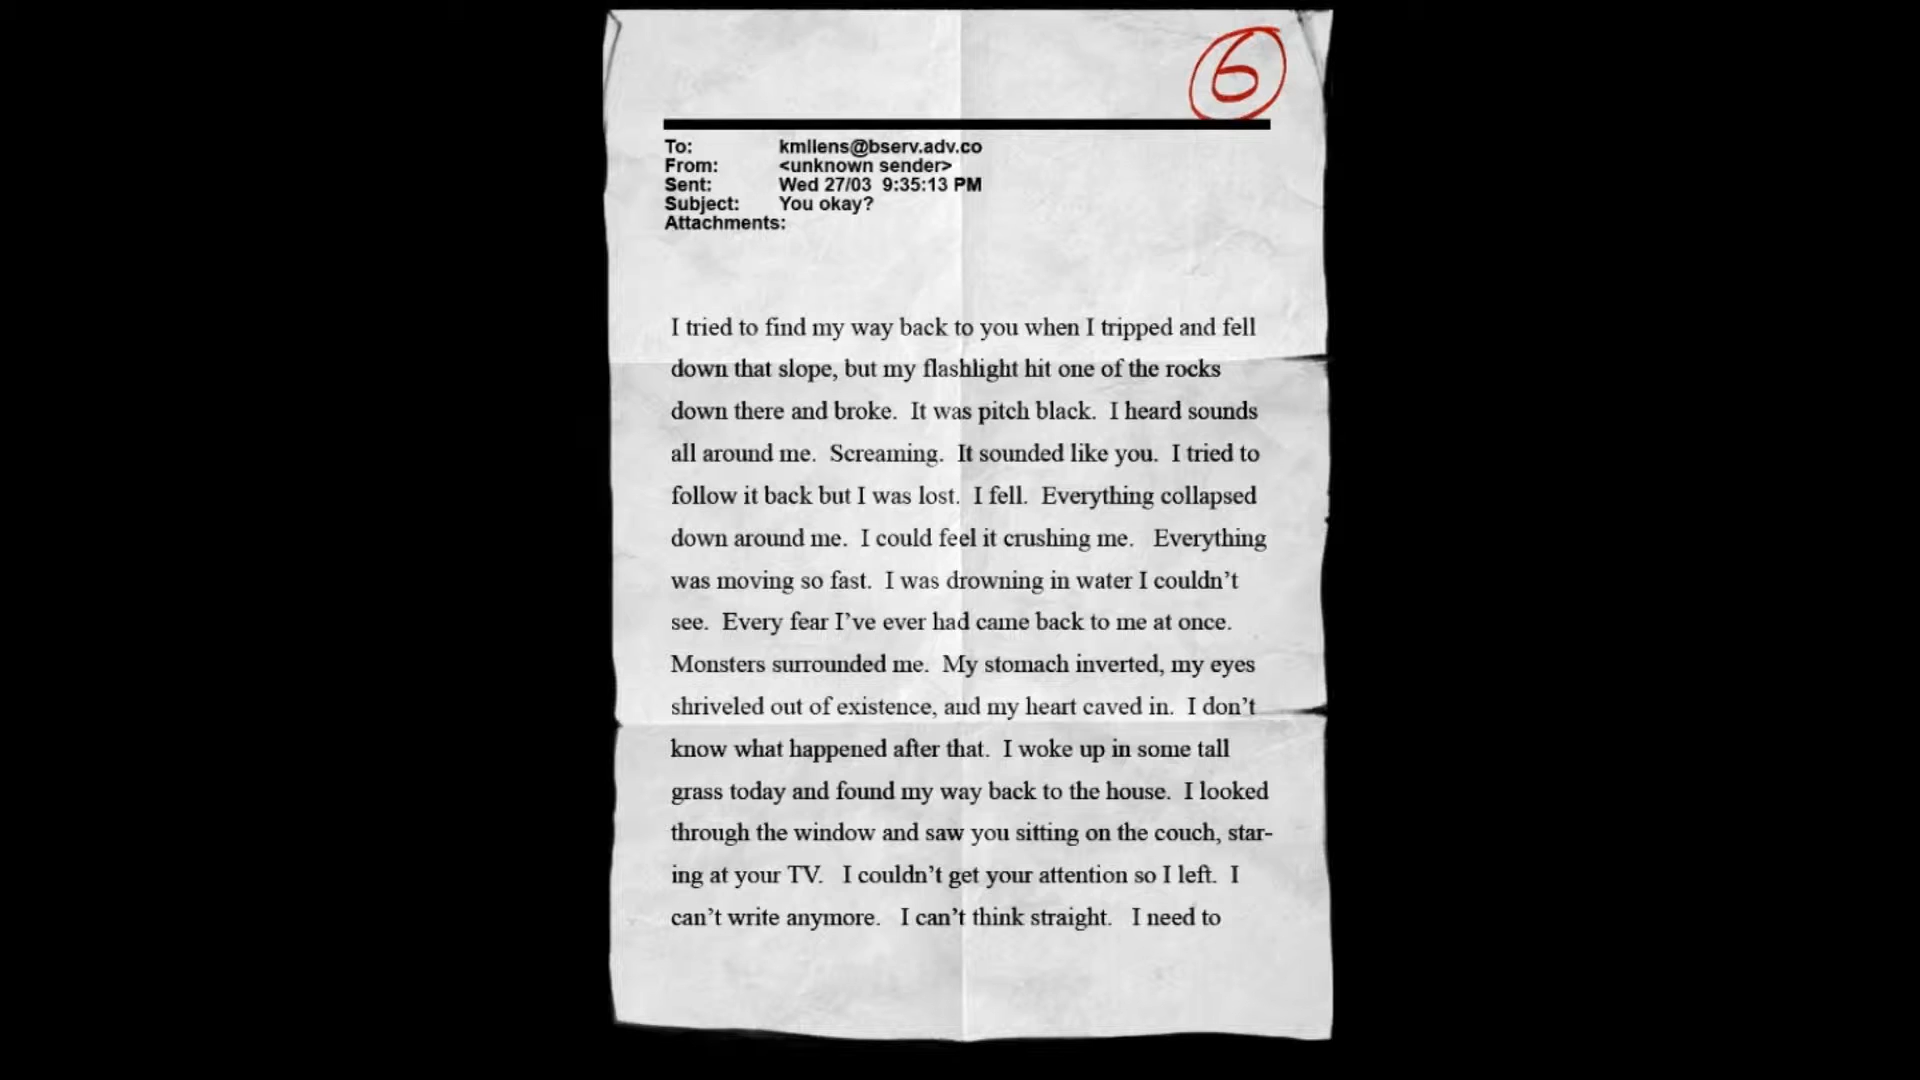 6
To: kmllens@bserv.adv.co
From: <unknown sender>
Sent: Wed 27/03 9:35:13 PM
Subject: You okay?
Attachments:
I tried to find my way back to you when I tripped and fell
down that slope, but my flashlight hit one of the rocks
down there and broke. It was pitch black. I heard sounds
all around me. Screaming. It sounded like you. I tried to
follow it back but I was lost. I fell. Everything collapsed
down around me. I could feel it crushing me. Everything
was moving so fast. I was drowning in water I couldn't
see. Every fear I've ever had came back to me at once.
Monsters surrounded me. My stomach inverted, my eyes
shriveled out of existence, and my heart caved in. I don't
know what happened after that. I woke up in some tall
grass today and found my way back to the house. I looked
through the window and saw you sitting on the couch, star-
ing at your TV. I couldn't get your attention so I left. I
can't write anymore. I can't think straight. I need to